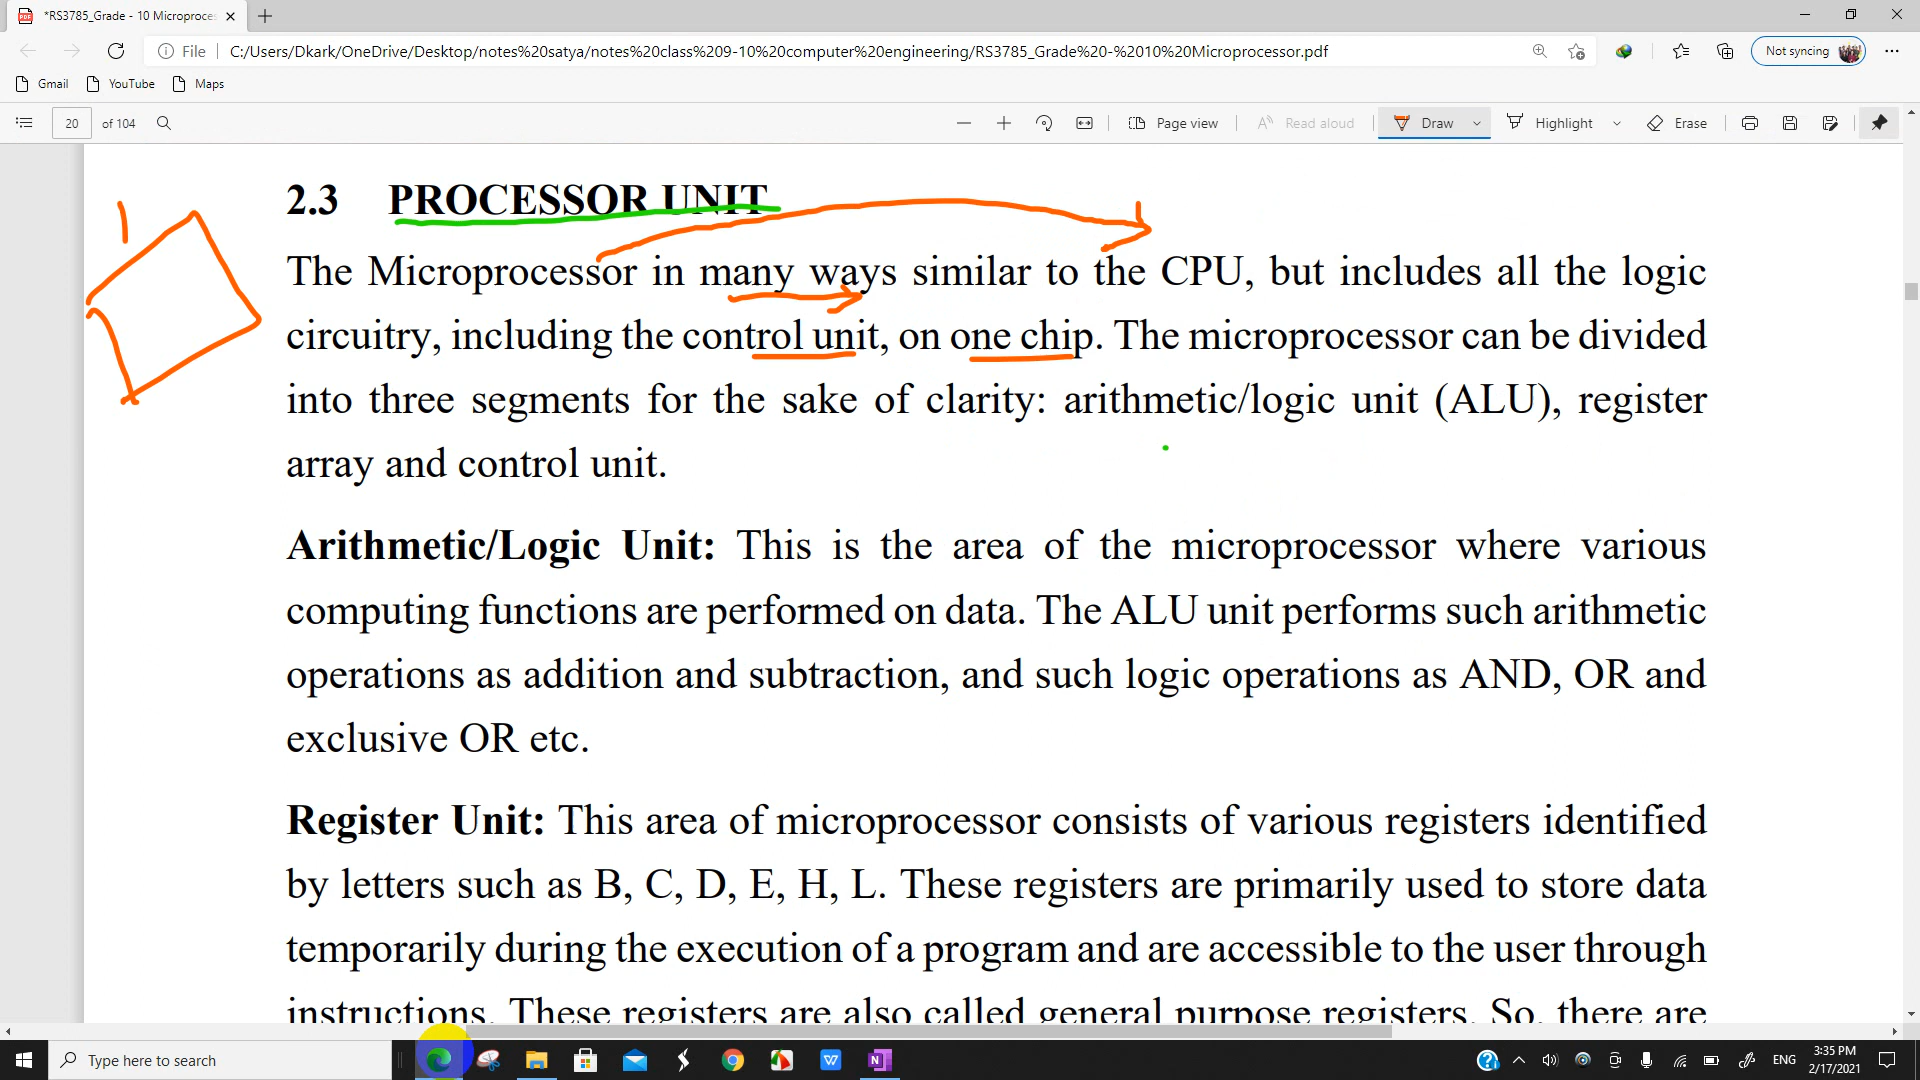 *RS3785_Grade - 10 Microproces
File
C:/Users/Dkark/OneDrive/Desktop/notes%20satya/notes%20class%209-10%20computer%20engineering/RS3785_Grade%20-%2010%20Microprocessor.pdf
Not syncing
Gmail YouTube Maps
20 of 104
Page view
Read aloud
Draw
Highlight
Erase
2.3 PROCESSOR UNIT
The Microprocessor in many ways similar to the CPU, but includes all the logic
circuitry, including the control unit, on one chip. The microprocessor can be divided
into three segments for the sake of clarity: arithmetic/logic unit (ALU), register
array and control unit.
Arithmetic/Logic Unit: This is the area of the microprocessor where various
computing functions are performed on data. The ALU unit performs such arithmetic
operations as addition and subtraction, and such logic operations as AND, OR and
exclusive OR etc.
Register Unit: This area of microprocessor consists of various registers identified
by letters such as B, C, D, E, H, L. These registers are primarily used to store data
temporarily during the execution of a program and are accessible to the user through
instructions. These registers are also called general purpose registers. So, there are
Type here to search
ENG
3:35 PM
2/17/2021